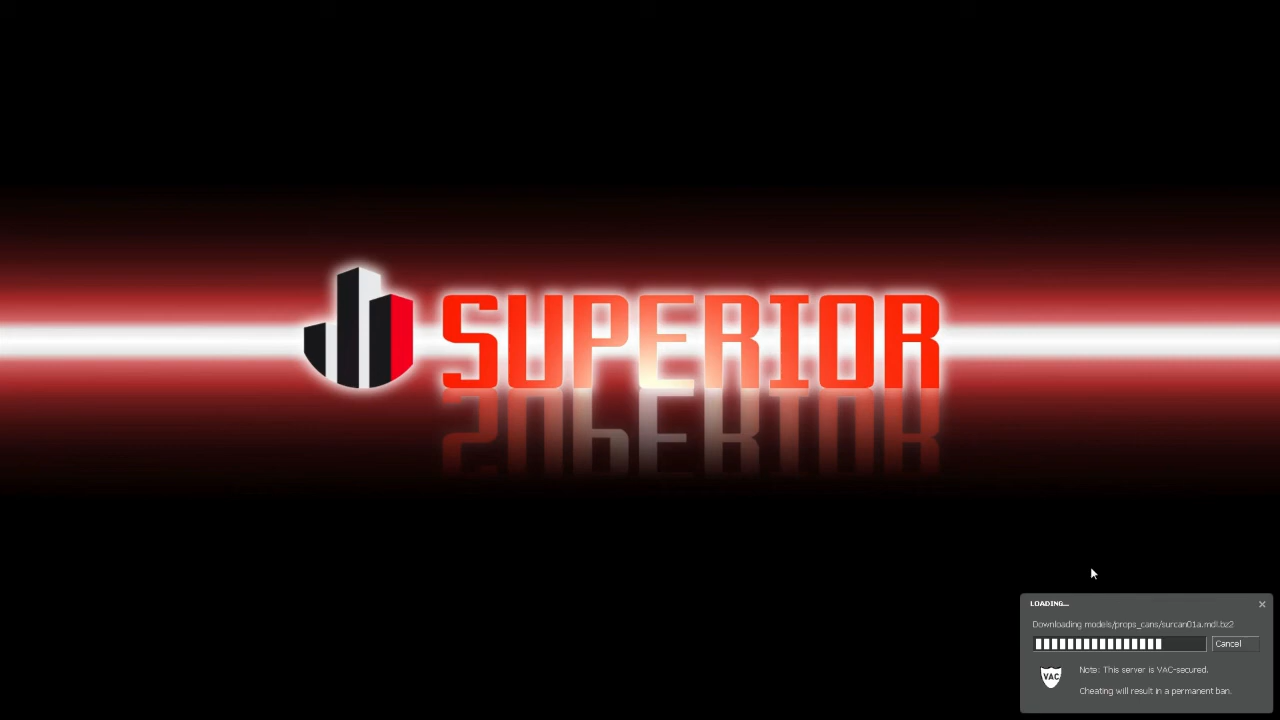 SUPERIOR
LOADING...
Downloading models/props_cans/surcan01a.mdl.bz2
Cancel
VAC
Note: This server is VAC-secured.
Cheating will result in a permanent ban.